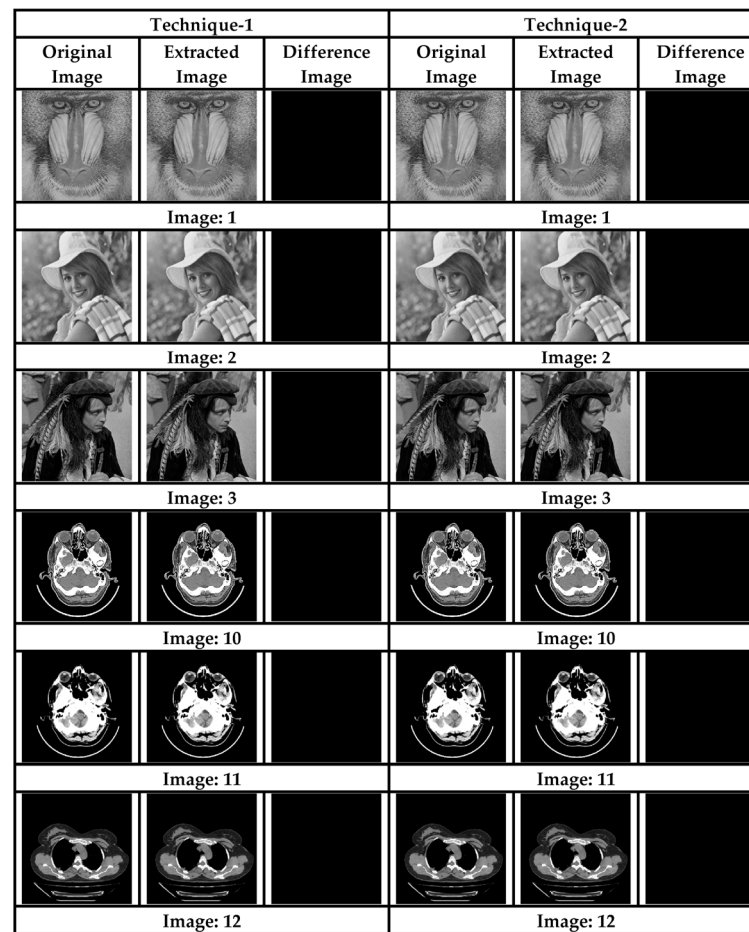 Technique-1 Technique-2
Original Extracted Difference Original Extracted Difference
Image Image Image Image Image Image
Image: 1 Image: 1
Image: 2 Image: 2
Image: 3 Image: 3
Image: 10 Image: 10
Image: 11 Image: 11
Image: 12 Image: 12